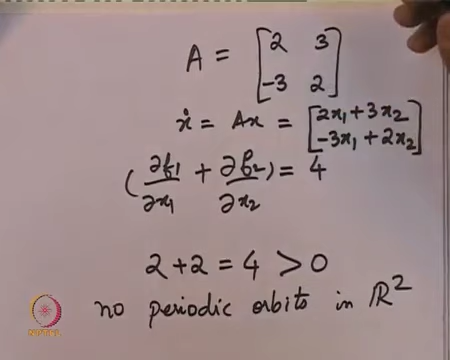 A = [2 3
-3 2]
ẋ = Ax = [2x₁+3x₂
-3x₁+2x₂]
(∂f₁/∂x₁ + ∂f₂/∂x₂) = 4
2+2 = 4 > 0
no periodic orbits in ℝ²
NPTEL